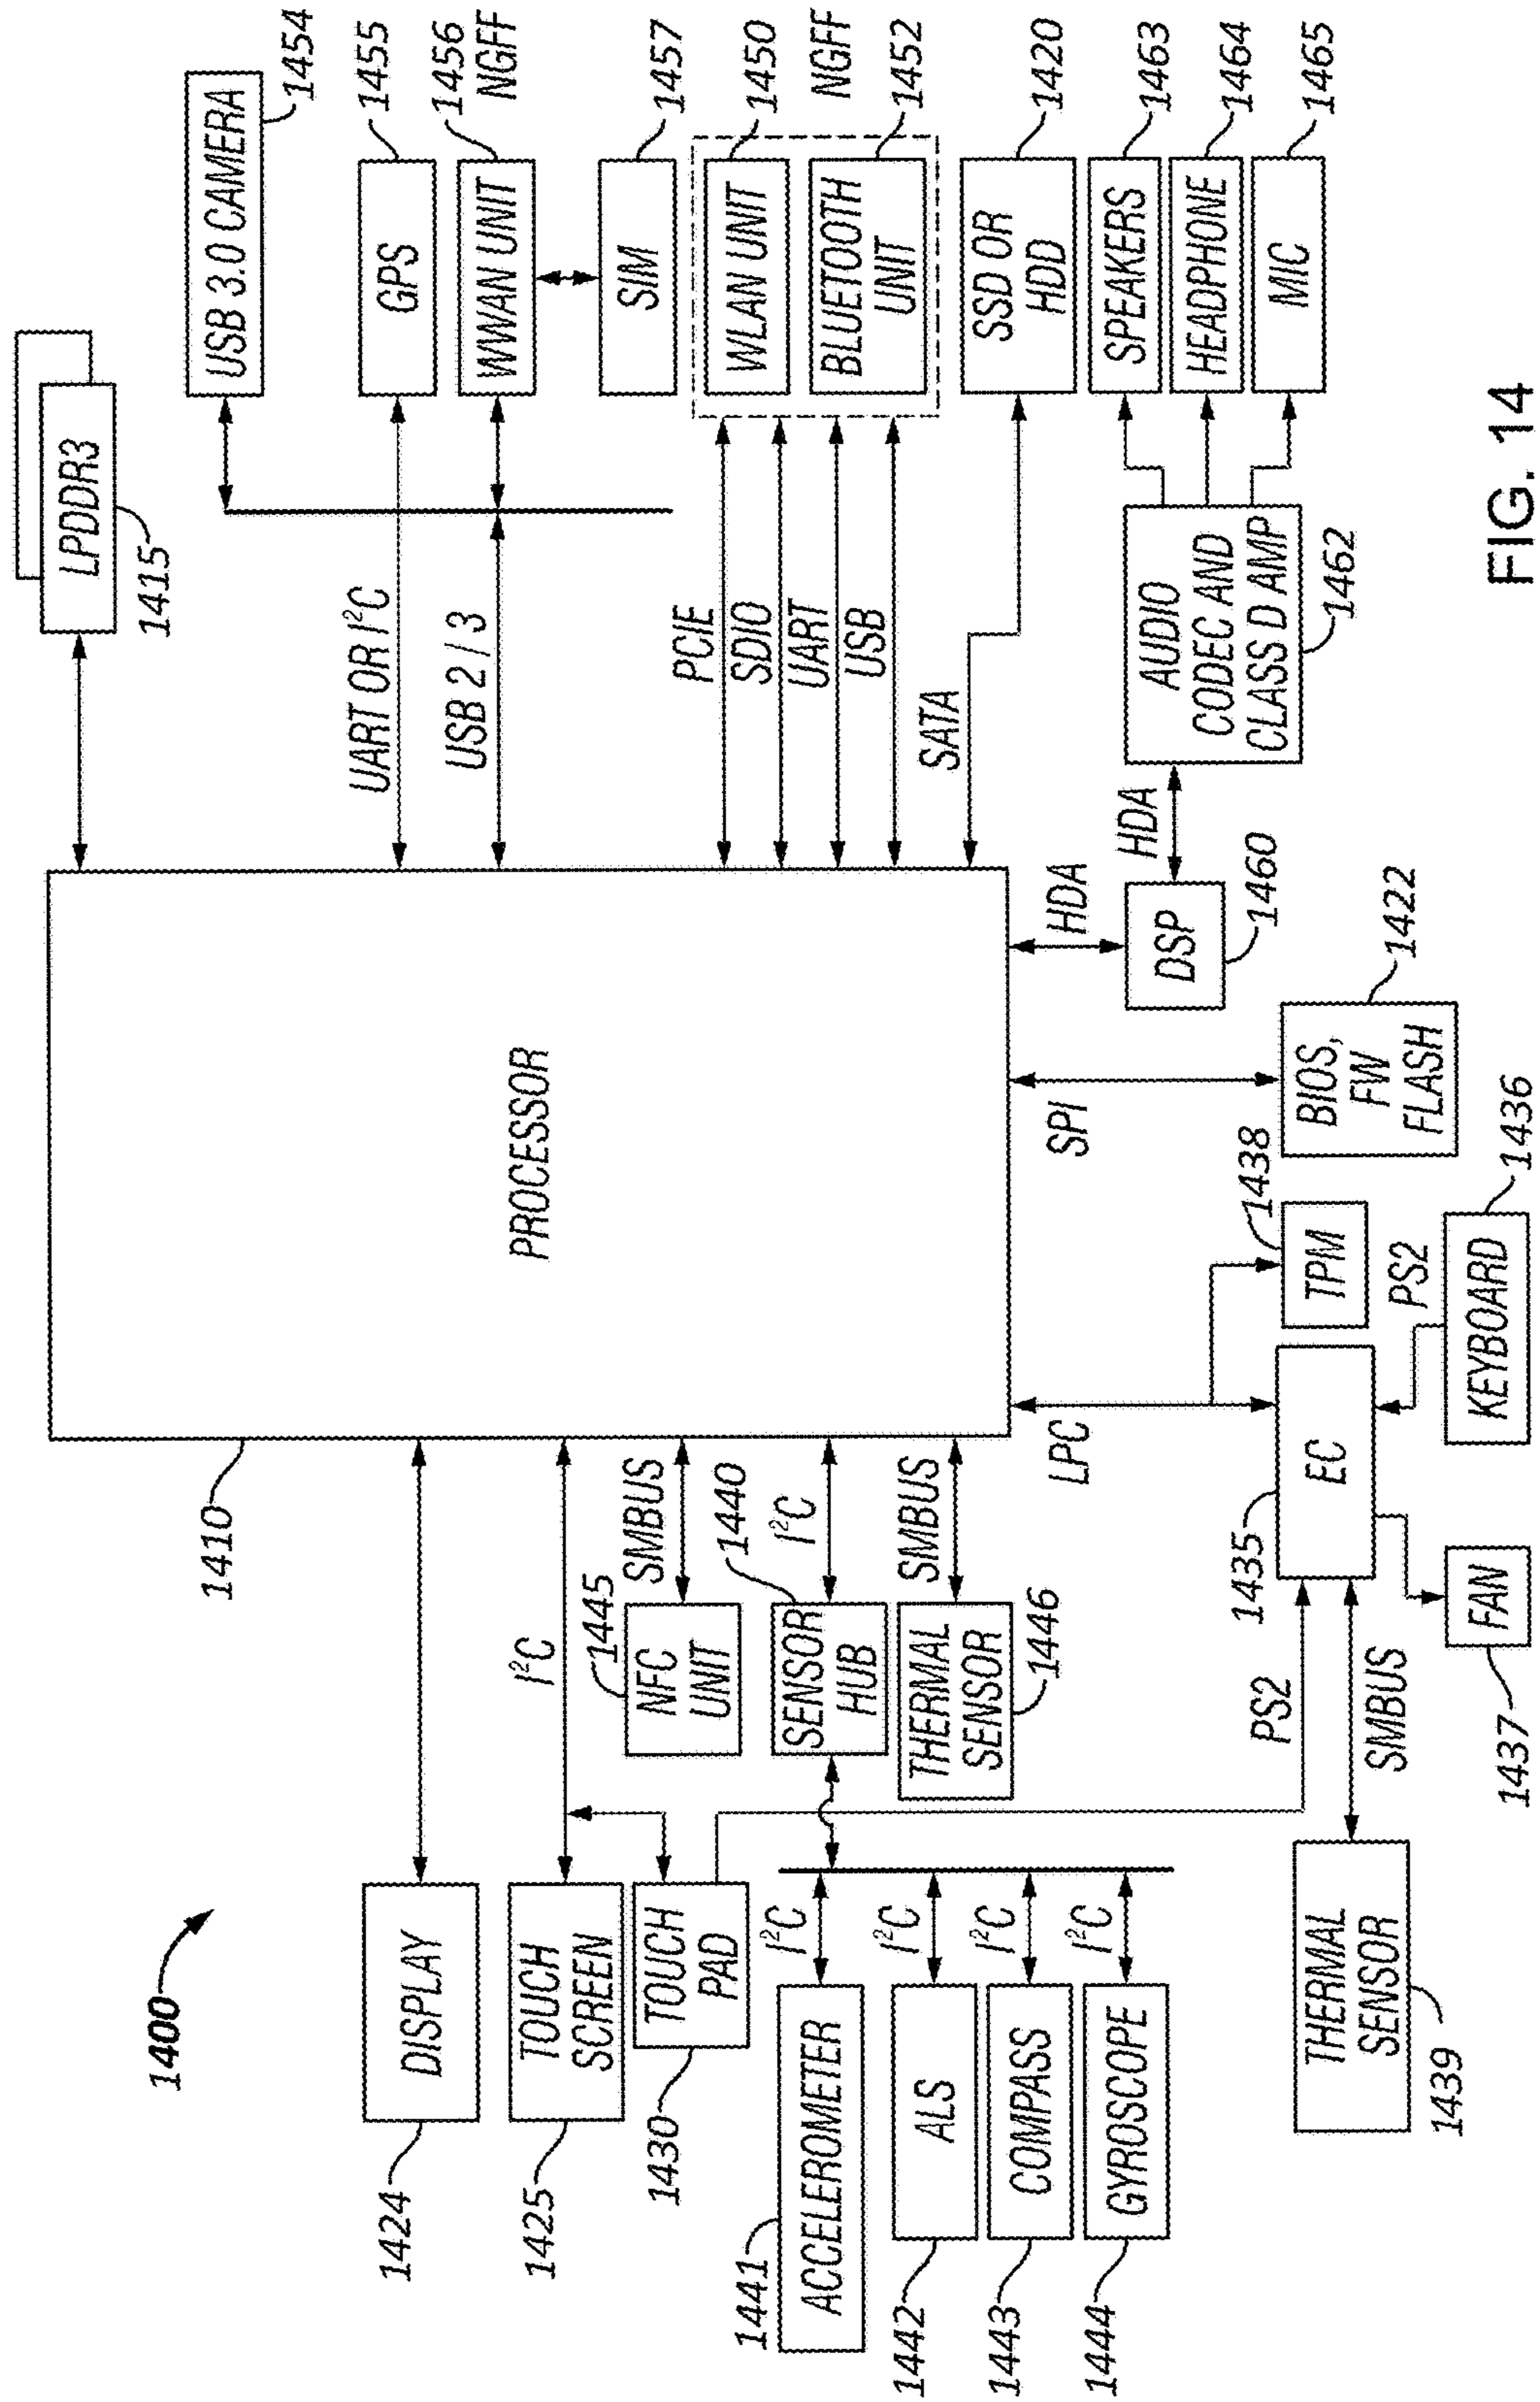 1400
1410
PROCESSOR
LPDDR3
1415
1424
DISPLAY
1425
TOUCH
SCREEN
I²C
1430
TOUCH
PAD
1445
NFC
UNIT
SMBUS
1440
SENSOR
HUB
I²C
THERMAL
SENSOR
1446
SMBUS
1441
ACCELEROMETER
I²C
1442
ALS
I²C
1443
COMPASS
I²C
1444
GYROSCOPE
I²C
THERMAL
SENSOR
1439
SMBUS
PS2
1435
EC
LPC
1437
FAN
KEYBOARD
1436
PS2
TPM
1438
BIOS,
FW
FLASH
1422
SPI
HDA
DSP
1460
HDA
AUDIO
CODEC AND
CLASS D AMP
1462
USB 3.0 CAMERA
1454
UART OR I²C
GPS
1455
USB 2 / 3
WWAN UNIT
1456
NGFF
SIM
1457
PCIE
SDIO
UART
USB
WLAN UNIT
1450
BLUETOOTH
UNIT
NGFF
1452
SATA
SSD OR
HDD
1420
SPEAKERS
1463
HEADPHONE
1464
MIC
1465
FIG. 14